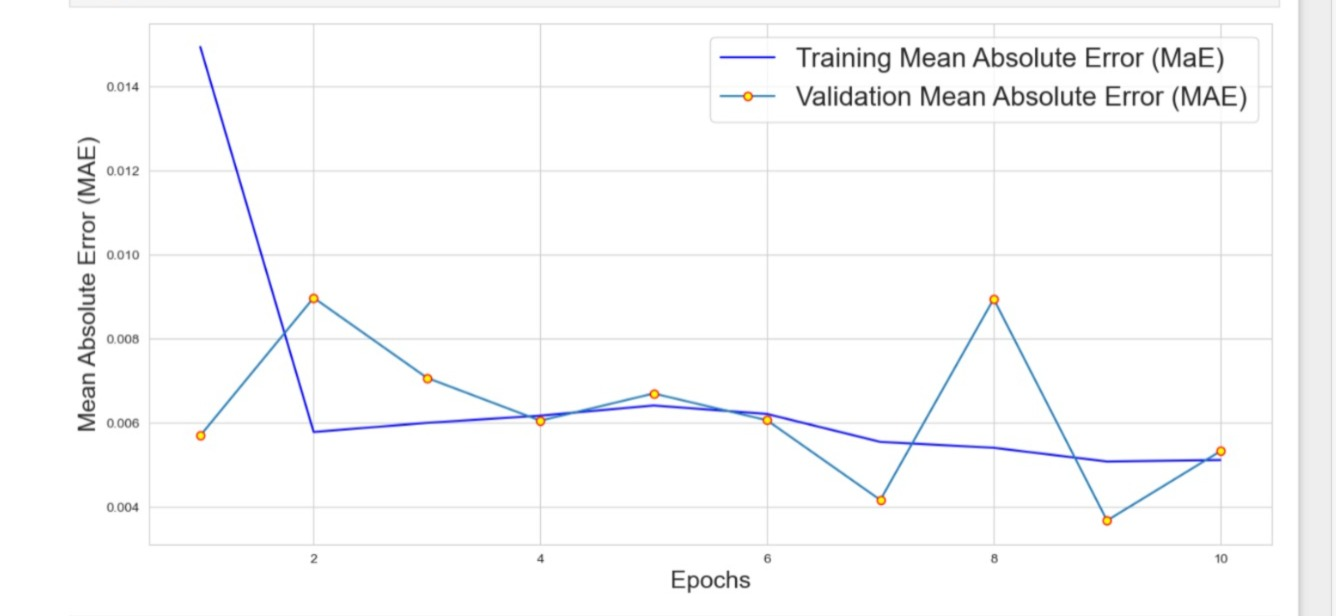 Training Mean Absolute Error (MaE)
Validation Mean Absolute Error (MAE)
Mean Absolute Error (MAE)
0.014
0.012
0.010
0.008
0.006
0.004
2 4 6 8 10
Epochs